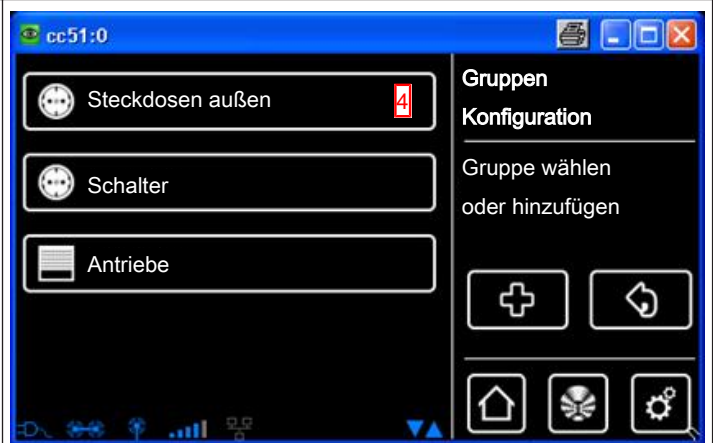 cc51:0
Steckdosen außen 4
Schalter
Antriebe
Gruppen
Konfiguration
Gruppe wählen
oder hinzufügen